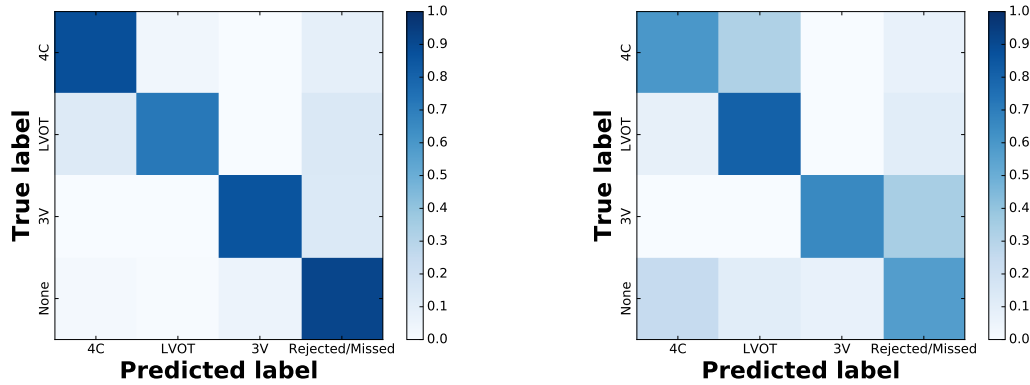 True label
4C
LVOT
3V
None
4C LVOT 3V Rejected/Missed
Predicted label
1.0
0.9
0.8
0.7
0.6
0.5
0.4
0.3
0.2
0.1
0.0
True label
4C
LVOT
3V
None
4C LVOT 3V Rejected/Missed
Predicted label
1.0
0.9
0.8
0.7
0.6
0.5
0.4
0.3
0.2
0.1
0.0